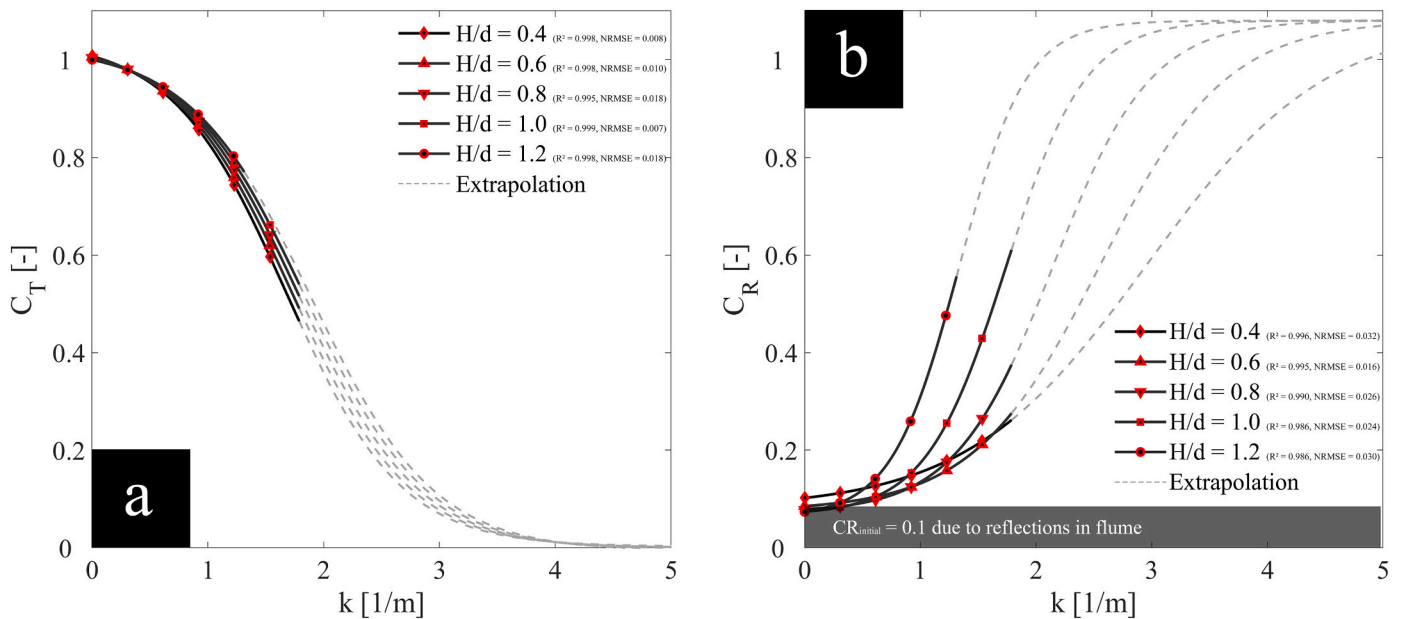 H/d = 0.4 (R² = 0.998, NRMSE = 0.008)
H/d = 0.6 (R² = 0.998, NRMSE = 0.010)
H/d = 0.8 (R² = 0.995, NRMSE = 0.018)
H/d = 1.0 (R² = 0.999, NRMSE = 0.007)
H/d = 1.2 (R² = 0.998, NRMSE = 0.018)
Extrapolation
1
0.8
0.6
0.4
0.2
0
C_T [-]
a
0 1 2 3 4 5
k [1/m]
b
1
0.8
0.6
0.4
0.2
0
C_R [-]
H/d = 0.4 (R² = 0.996, NRMSE = 0.032)
H/d = 0.6 (R² = 0.995, NRMSE = 0.016)
H/d = 0.8 (R² = 0.990, NRMSE = 0.026)
H/d = 1.0 (R² = 0.986, NRMSE = 0.024)
H/d = 1.2 (R² = 0.986, NRMSE = 0.030)
Extrapolation
CRinitial = 0.1 due to reflections in flume
0 1 2 3 4 5
k [1/m]